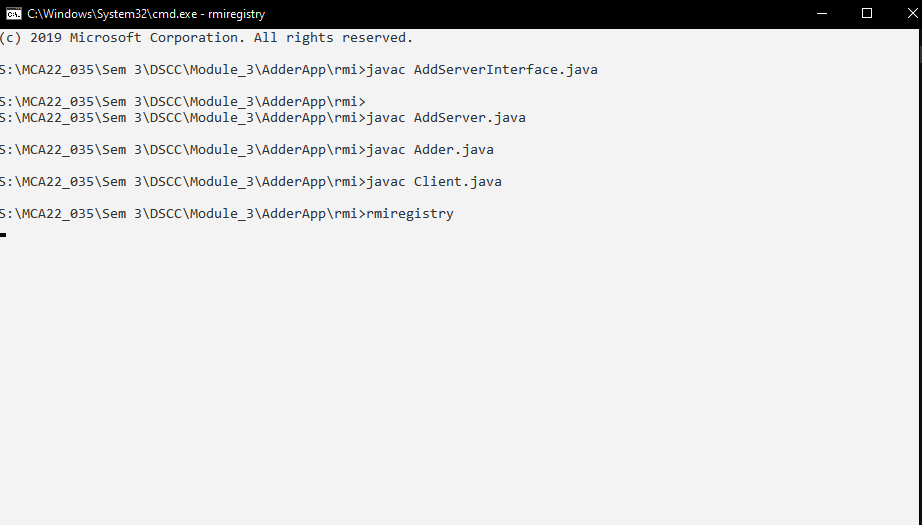 C:\Windows\System32\cmd.exe - rmiregistry
(c) 2019 Microsoft Corporation. All rights reserved.
S:\MCA22_035\Sem 3\DSCC\Module_3\AdderApp\rmi>javac AddServerInterface.java
S:\MCA22_035\Sem 3\DSCC\Module_3\AdderApp\rmi>
S:\MCA22_035\Sem 3\DSCC\Module_3\AdderApp\rmi>javac AddServer.java
S:\MCA22_035\Sem 3\DSCC\Module_3\AdderApp\rmi>javac Adder.java
S:\MCA22_035\Sem 3\DSCC\Module_3\AdderApp\rmi>javac Client.java
S:\MCA22_035\Sem 3\DSCC\Module_3\AdderApp\rmi>rmiregistry